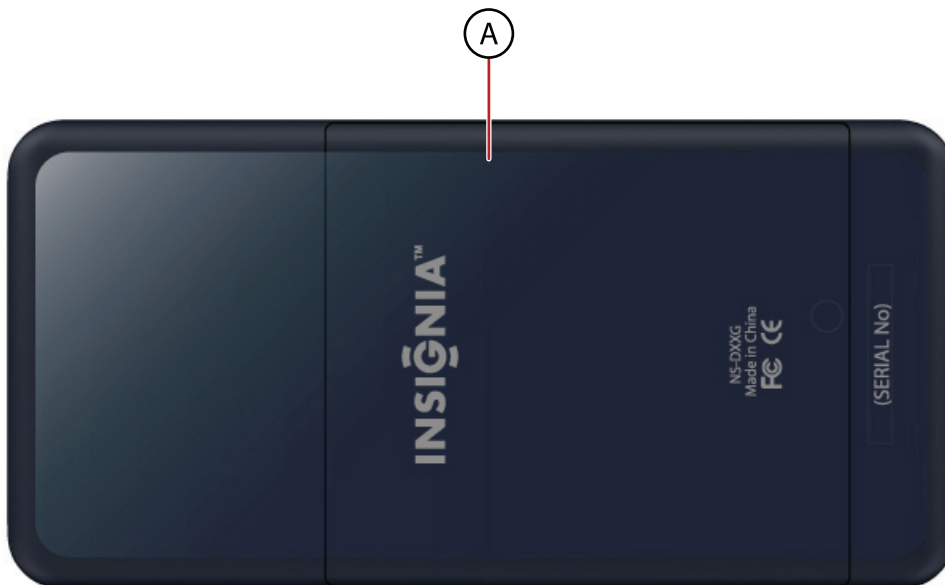 A
INSIGNIA™
NS-DXXG
Made in China
FC CE
(SERIAL No)